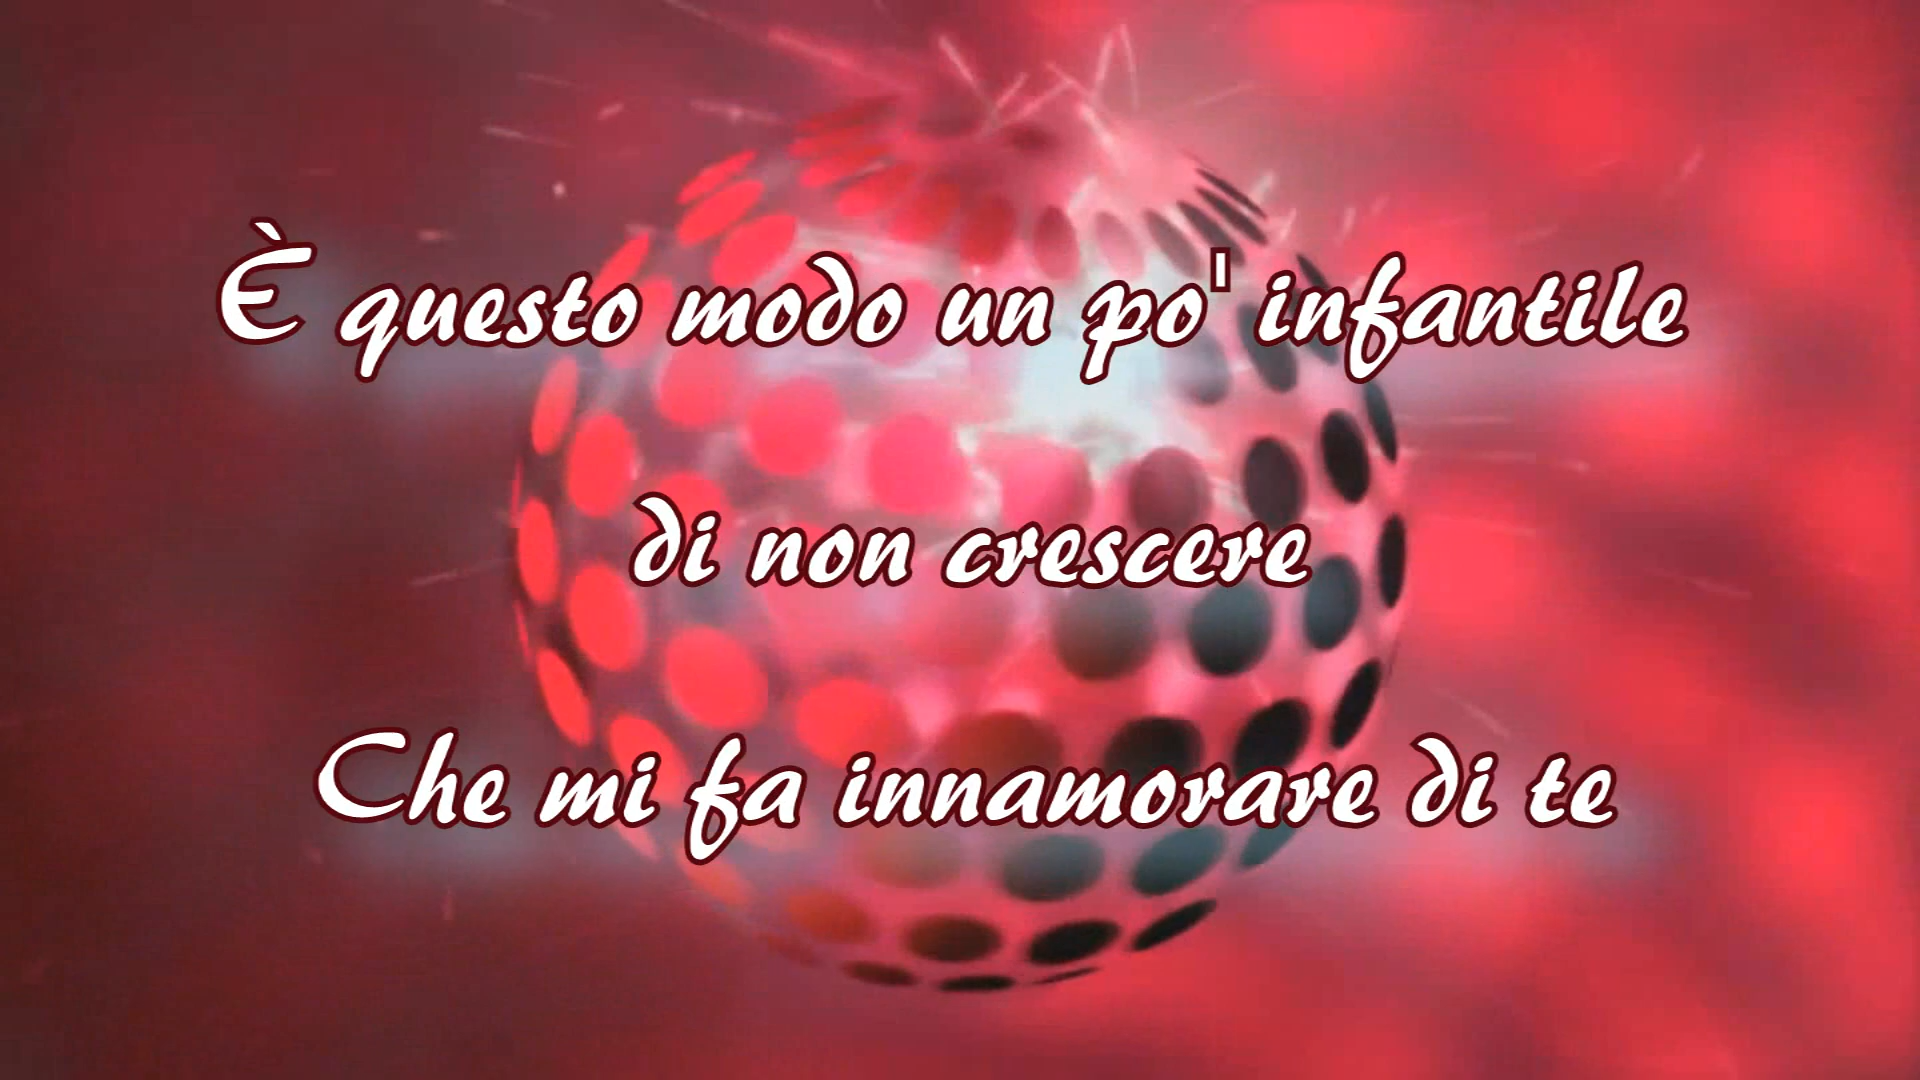 È questo modo un po' infantile
di non crescere
Che mi fa innamorare di te